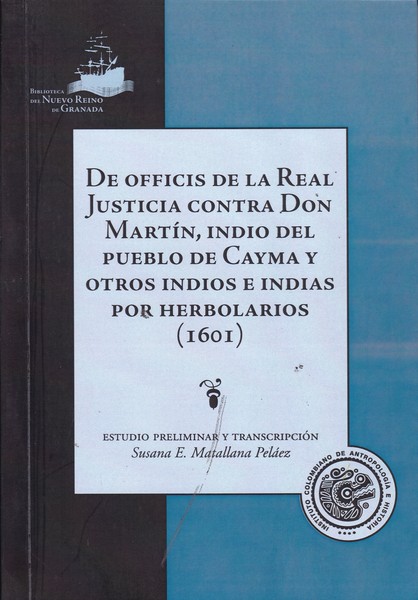 BIBLIOTECA
DEL NUEVO REINO
DE GRANADA
DE OFFICIS DE LA REAL
JUSTICIA CONTRA DON
MARTÍN, INDIO DEL
PUEBLO DE CAYMA Y
OTROS INDIOS E INDIAS
POR HERBOLARIOS
(1601)
ESTUDIO PRELIMINAR Y TRANSCRIPCIÓN
Susana E. Matallana Peláez
INSTITUTO COLOMBIANO DE ANTROPOLOGÍA E HISTORIA